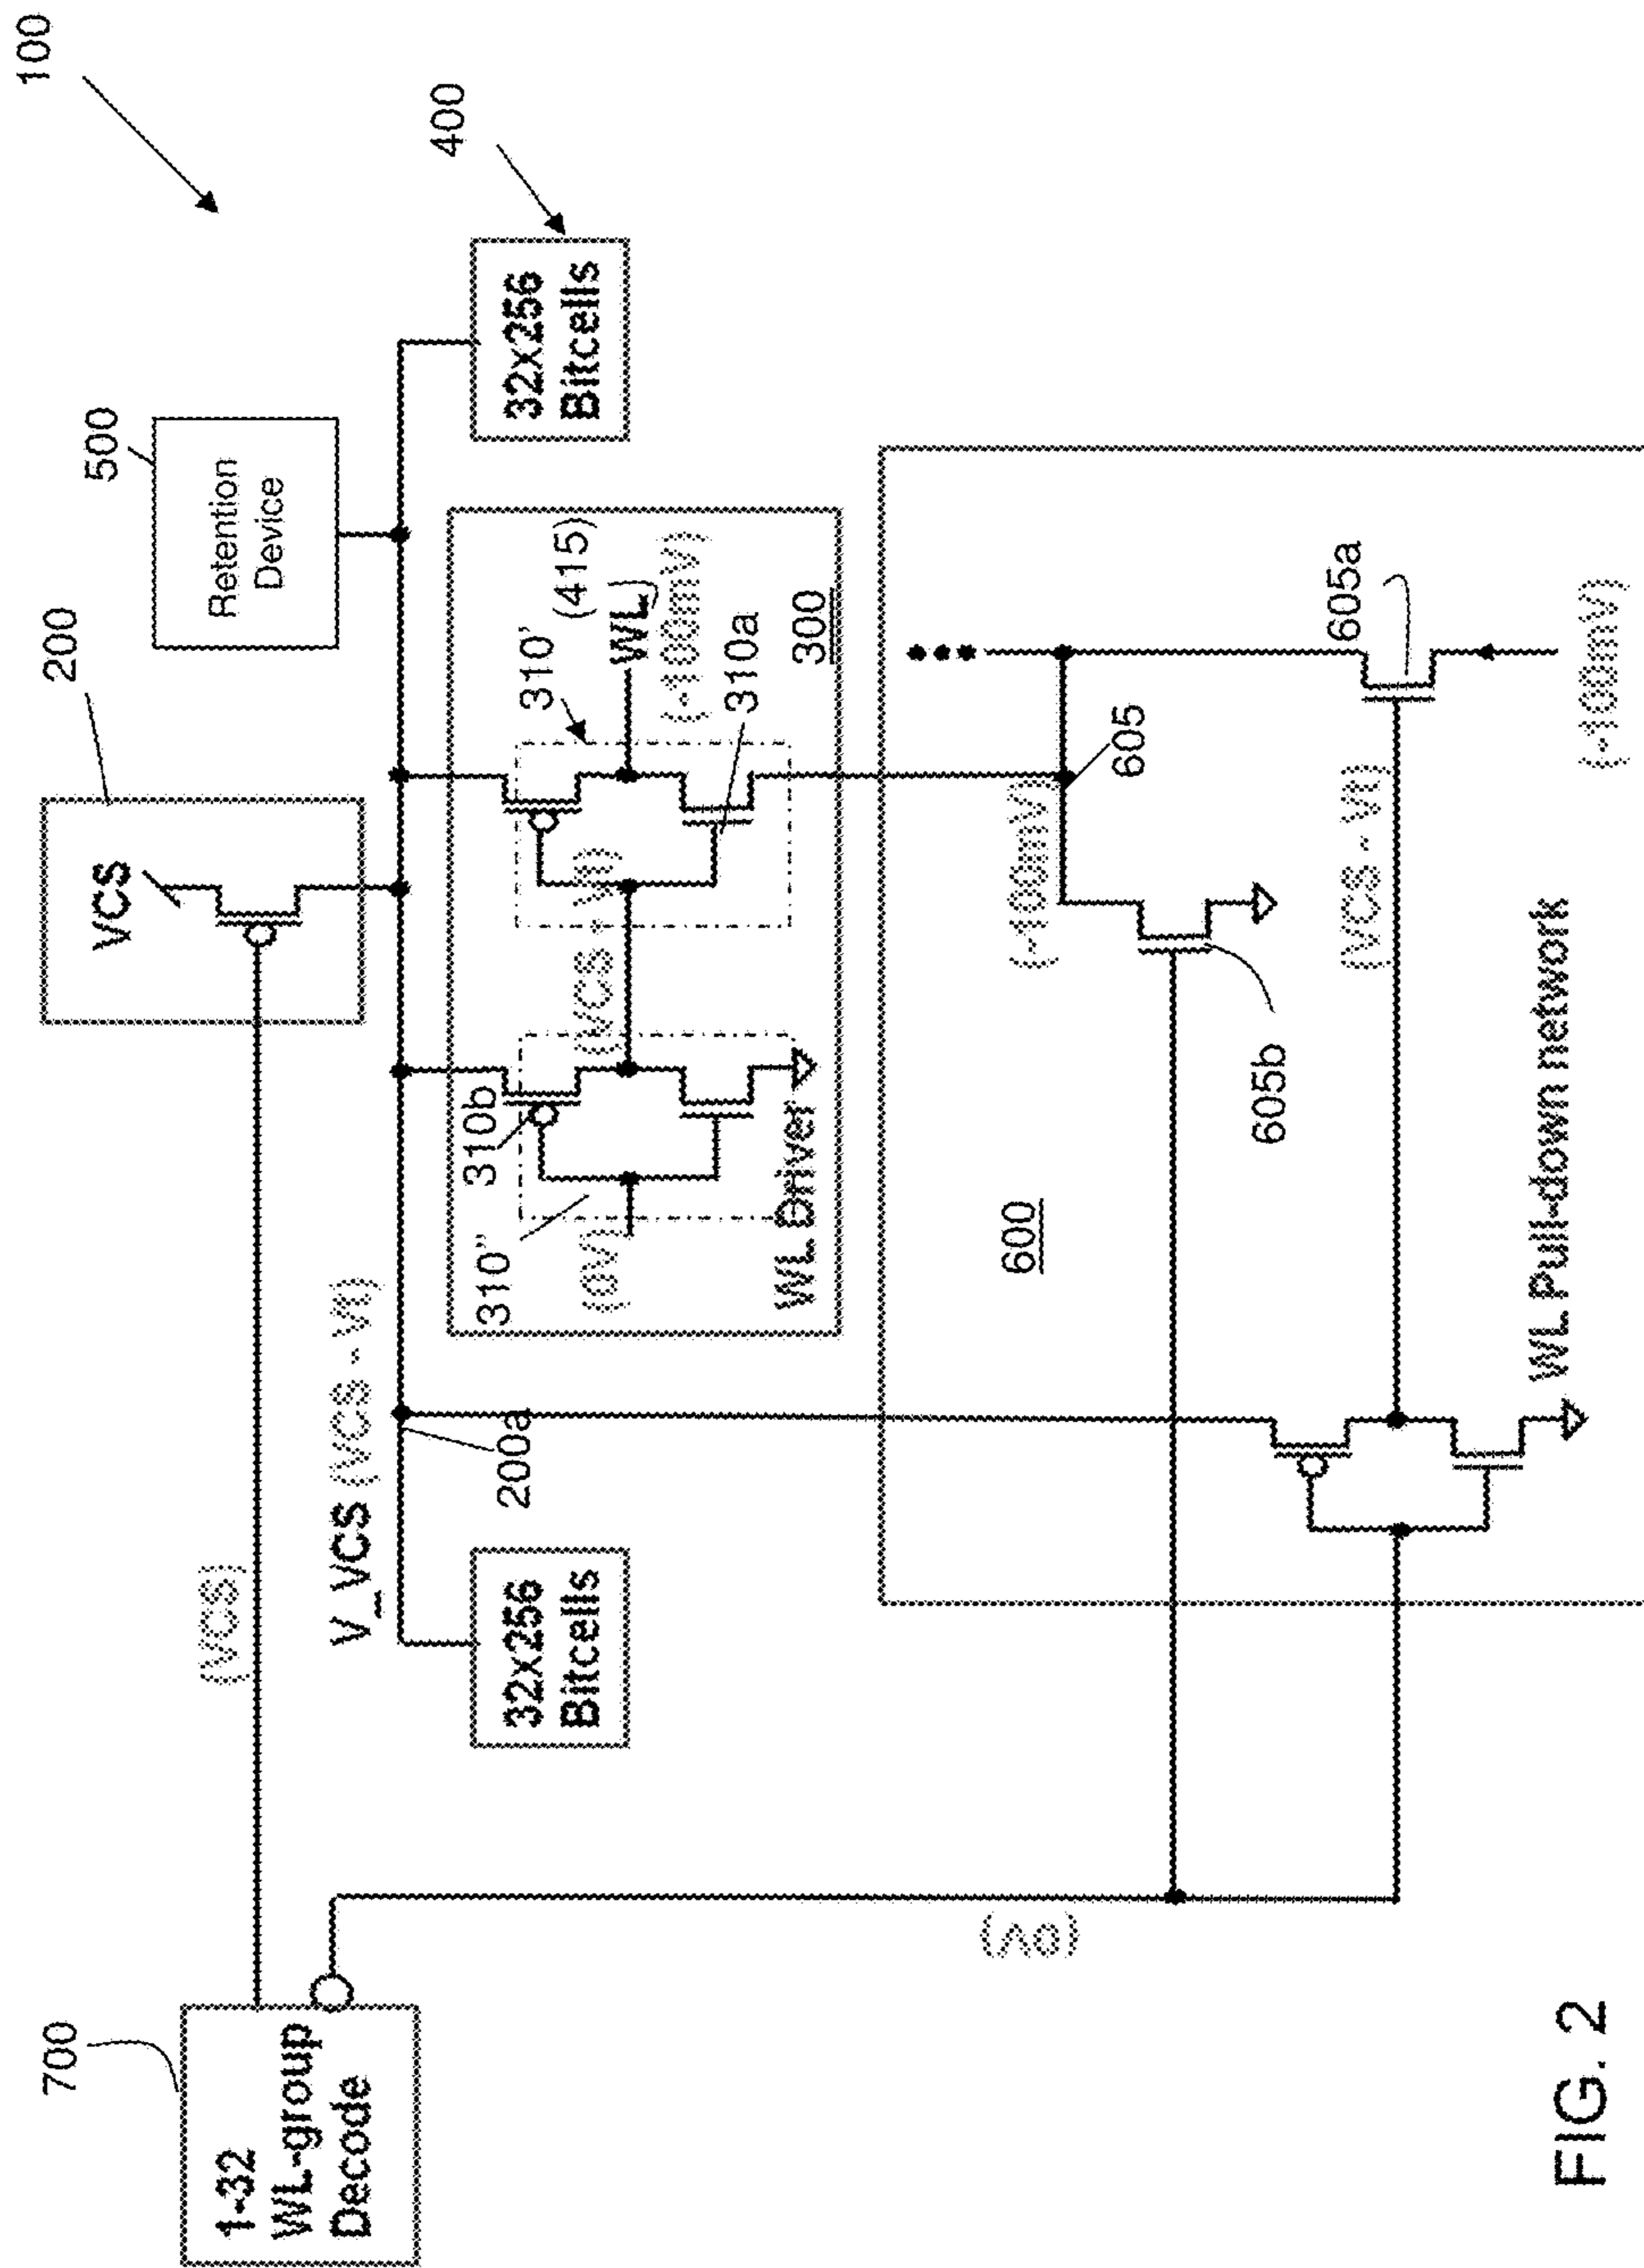 100
200
500
400
700
VCS
Retention
Device
(VCS)
V_VCS (VCS - Vt)
200a
1-32
WL-group
Decode
32x256
Bitcells
32x256
Bitcells
310"
310b
310'
(415)
WL
(-100mV)
(VCS - Vt)
(0V)
310a
WL Driver
300
600
(-100mV)
605
605b
605a
(0V)
(VCS - Vt)
WL Pull-down network
(-100mV)
FIG. 2